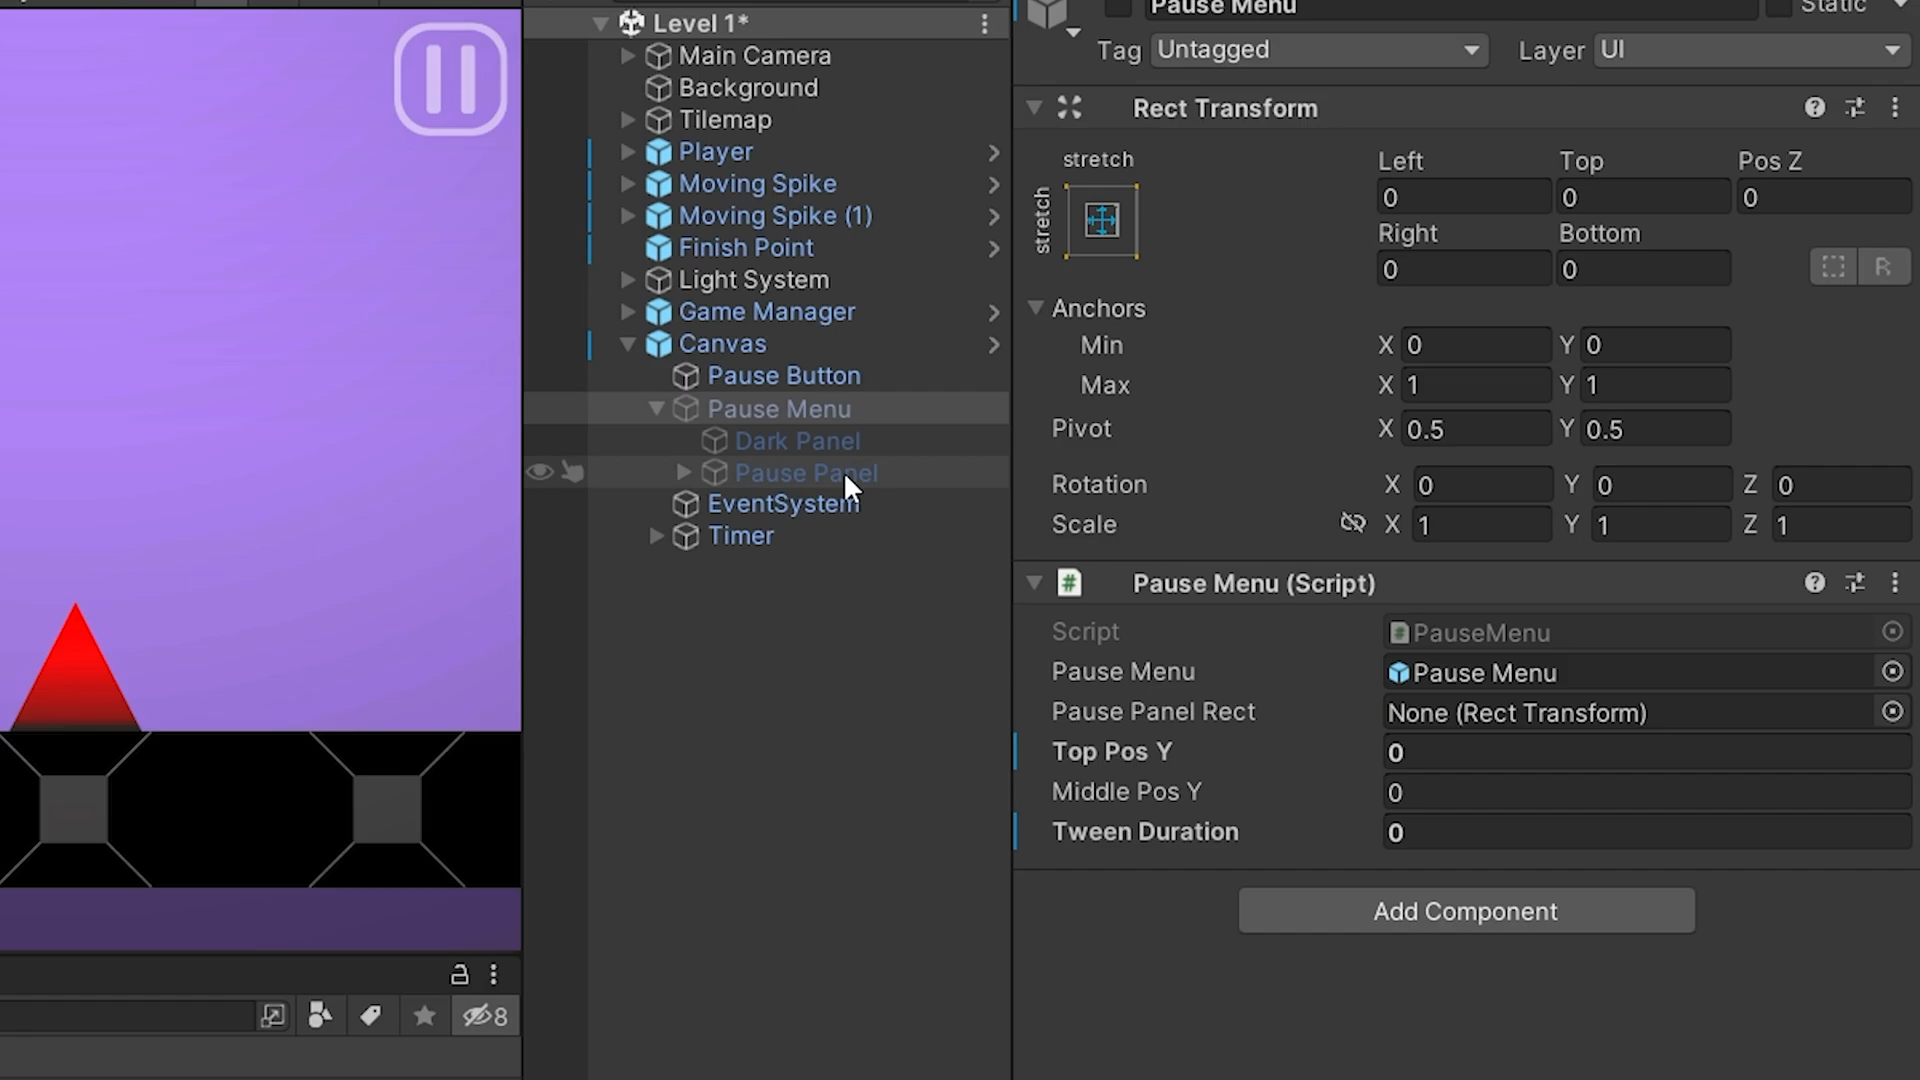 Level 1*
Main Camera
Background
Tilemap
Player
Moving Spike
Moving Spike (1)
Finish Point
Light System
Game Manager
Canvas
Pause Button
Pause Menu
Dark Panel
Pause Panel
EventSystem
Timer
8
Pause Menu
Static
Tag Untagged Layer UI
Rect Transform
stretch
stretch
Left Top Pos Z
0 0 0
Right Bottom
0 0
R
Anchors
Min X 0 Y 0
Max X 1 Y 1
Pivot X 0.5 Y 0.5
Rotation X 0 Y 0 Z 0
Scale X 1 Y 1 Z 1
# Pause Menu (Script)
Script # PauseMenu
Pause Menu Pause Menu
Pause Panel Rect None (Rect Transform)
Top Pos Y 0
Middle Pos Y 0
Tween Duration 0
Add Component